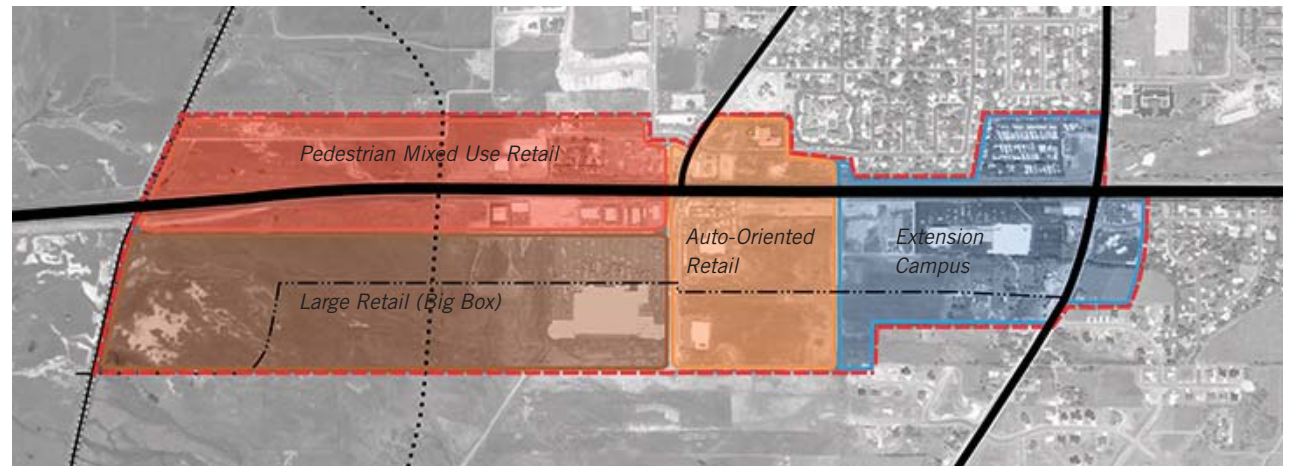 Pedestrian Mixed Use Retail
Auto-Oriented
Retail
Extension
Campus
Large Retail (Big Box)